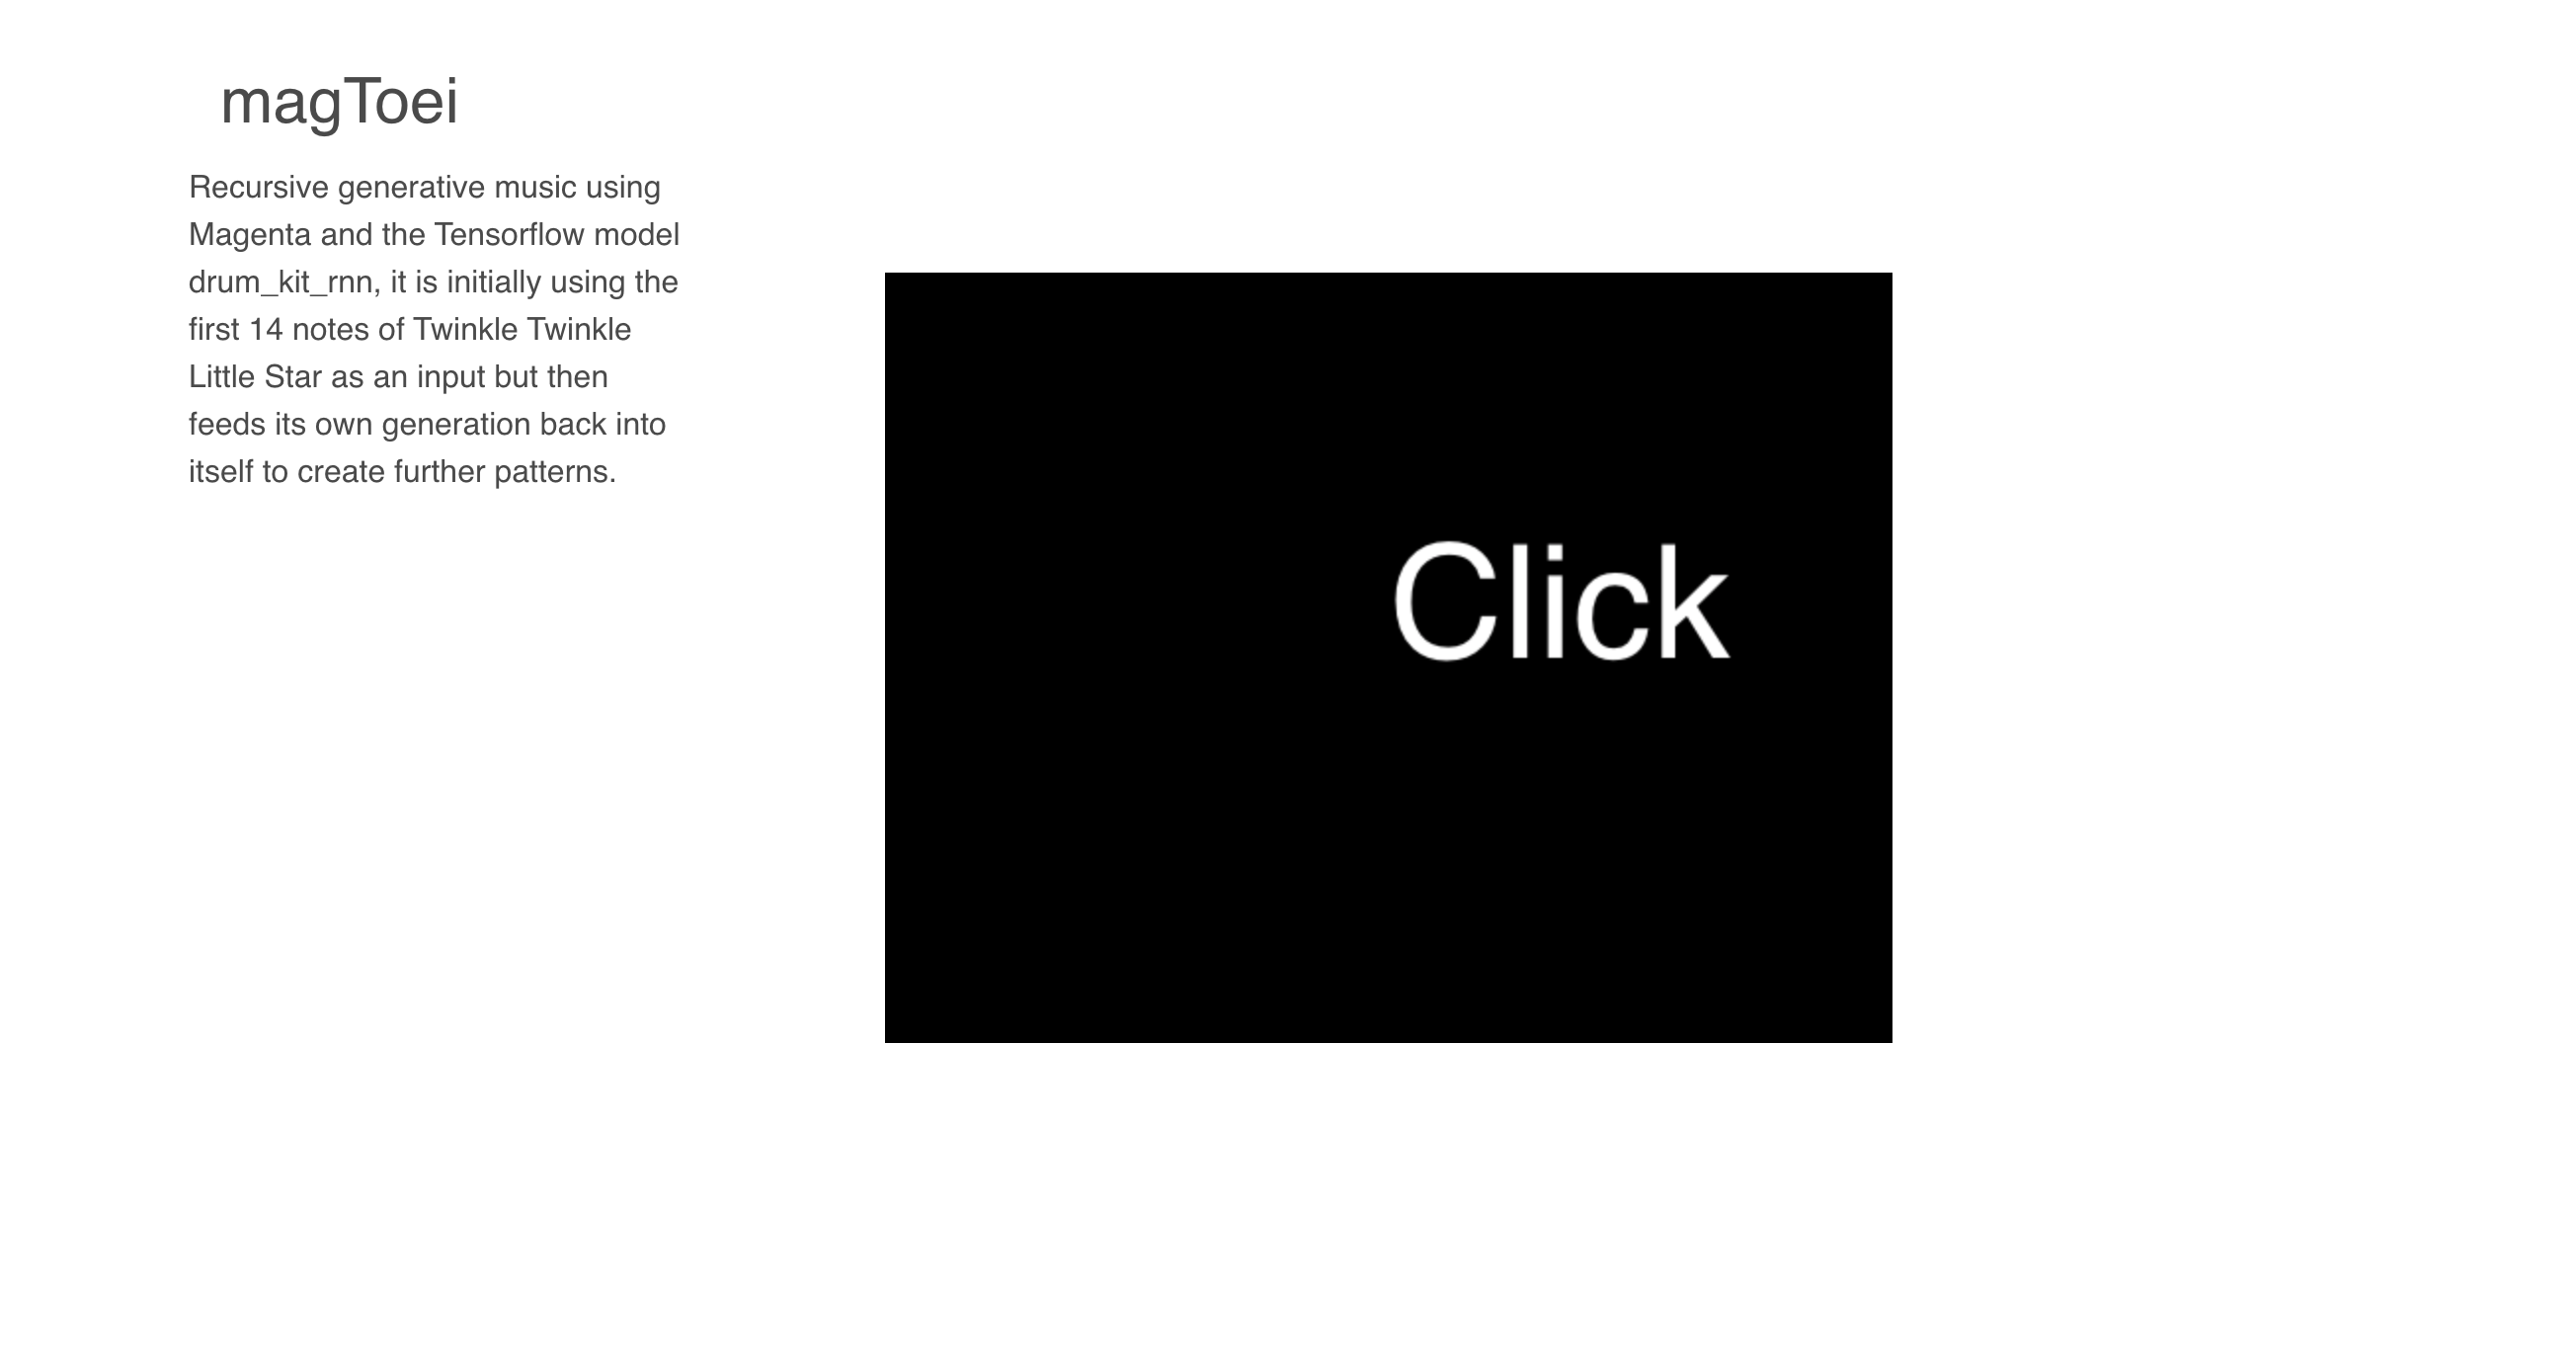 magToei
Recursive generative music using
Magenta and the Tensorflow model
drum_kit_rnn, it is initially using the
first 14 notes of Twinkle Twinkle
Little Star as an input but then
feeds its own generation back into
itself to create further patterns.
Click